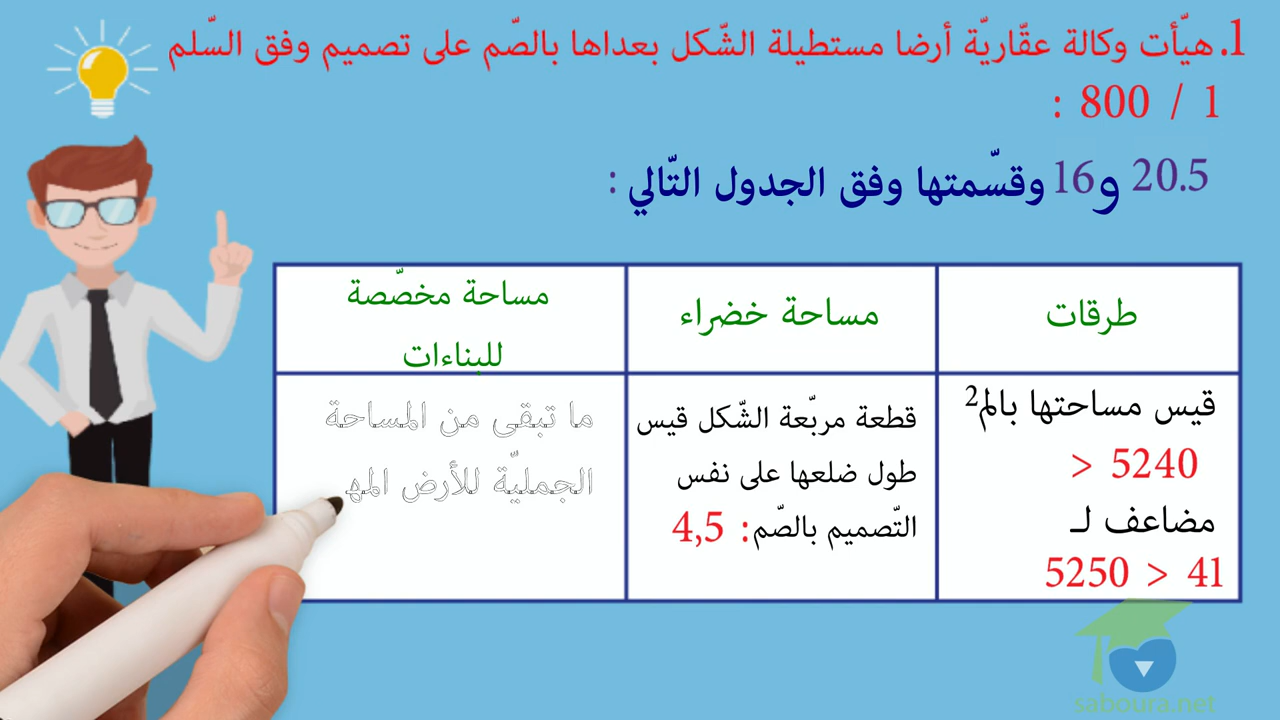 1. هيّأت وكالة عقّاريّة أرضا مستطيلة الشّكل بعداها بالصّم على تصميم وفق السّلم
1 / 800 :
20.5 و16 وقسّمتها وفق الجدول التّالي :
طرقات
مساحة خضراء
مساحة مخصّصة
للبناءات
قيس مساحتها بالم²
5240 <
مضاعف لـ
41 < 5250
قطعة مربّعة الشّكل قيس
طول ضلعها على نفس
التّصميم بالصّم: 4,5
ما تبقى من المساحة
الجمليّة للأرض المه
saboura.net